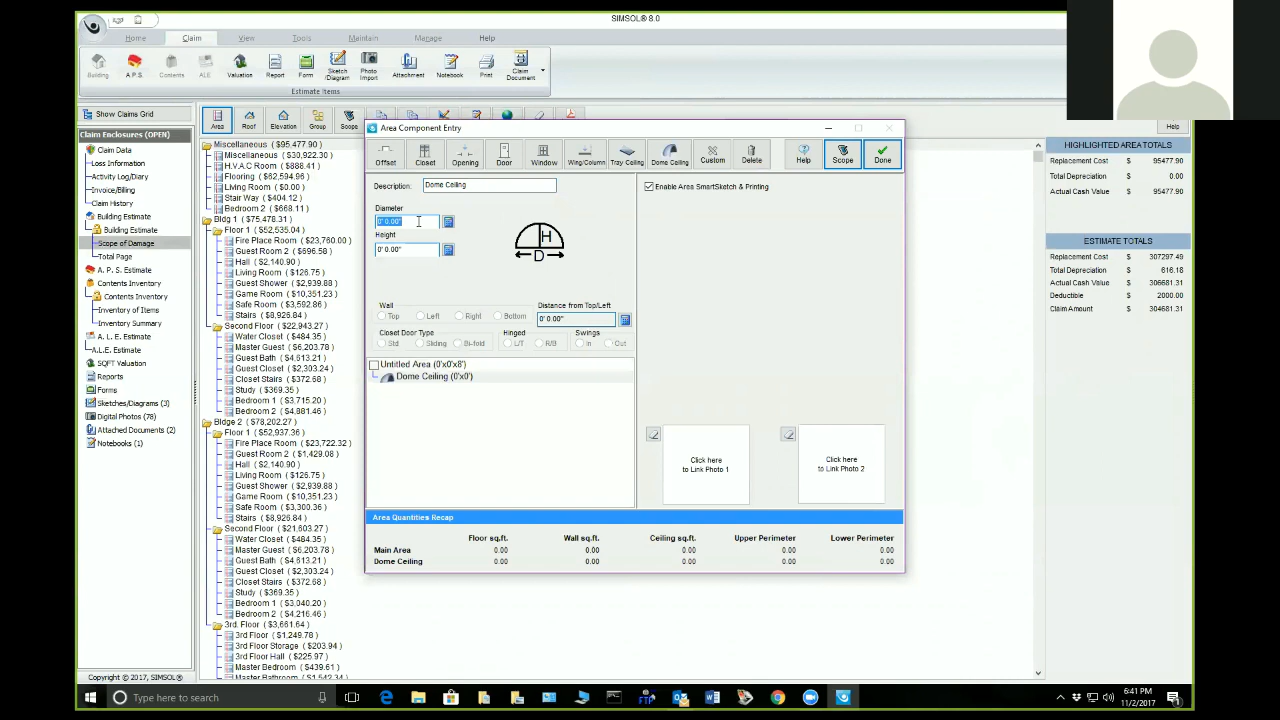 SIMSOL® 8.0
Home Claim View Tools Maintain Manage Help
Building A.P.S. Contents ALE Valuation Report Form Sketch/Diagram Photo Import Attachment Notebook Print Claim Document
Estimate Items
Show Claims Grid
Claim Enclosures (OPEN)
Claim Data
Loss Information
Activity Log/Diary
Invoice/Billing
Claim History
Building Estimate
Building Estimate
Scope of Damage
Total Page
A. P. S. Estimate
Contents Estimate
Contents Inventory
Inventory of Items
Inventory Summary
A. L. E. Estimate
A.L.E. Estimate
SQFT Valuation
Reports
Forms
Sketches/Diagrams (3)
Digital Photos (78)
Attached Documents (2)
Notebooks (1)
Copyright © 2017, SIMSOL®
Area Roof Elevation Group Scope
Help
Miscellaneous ( $95,477.90 )
Miscellaneous ( $30,922.30 )
H.V.A.C Room ( $888.41 )
Flooring ( $62,594.96 )
Living Room ( $0.00 )
Stair Way ( $404.12 )
Bedroom 2 ( $668.11 )
Bldg 1 ( $75,478.31 )
Floor 1 ( $52,535.04 )
Fire Place Room ( $23,760.00 )
Guest Room 2 ( $696.58 )
Hall ( $2,140.90 )
Living Room ( $126.75 )
Guest Shower ( $2,939.88 )
Game Room ( $10,351.23 )
Safe Room ( $3,592.86 )
Stairs ( $8,926.84 )
Second Floor ( $22,943.27 )
Water Closet ( $484.35 )
Master Guest ( $6,203.78 )
Guest Bath ( $4,613.21 )
Guest Closet ( $2,303.24 )
Closet Stairs ( $372.68 )
Study ( $369.35 )
Bedroom 1 ( $3,715.20 )
Bedroom 2 ( $4,881.46 )
Bldge 2 ( $78,202.27 )
Floor 1 ( $52,937.36 )
Fire Place Room ( $23,722.32 )
Guest Room 2 ( $1,429.08 )
Hall ( $2,140.90 )
Living Room ( $126.75 )
Guest Shower ( $2,939.88 )
Game Room ( $10,351.23 )
Safe Room ( $3,300.36 )
Stairs ( $8,926.84 )
Second Floor ( $21,603.27 )
Water Closet ( $484.35 )
Master Guest ( $6,203.78 )
Guest Bath ( $4,613.21 )
Guest Closet ( $2,303.24 )
Closet Stairs ( $372.68 )
Study ( $369.35 )
Bedroom 1 ( $3,040.20 )
Bedroom 2 ( $4,216.46 )
3rd. Floor ( $3,661.64 )
3rd Floor ( $1,249.78 )
3rd Floor Storage ( $203.94 )
3rd Floor Hall ( $225.97 )
Master Bedroom ( $439.61 )
Master Bathroom ( $1,542.34 )
Area Component Entry
Offset Closet Opening Door Window Wing/Column Tray Ceiling Dome Ceiling Custom Delete Help Scope Done
Description: Dome Ceiling
Enable Area SmartSketch & Printing
Diameter
0' 0.00"
Height
0' 0.00"
H
D
Wall
Top Left Right Bottom
Distance from Top/Left
0' 0.00"
Closet Door Type
Std Sliding Bi-fold
Hinged
L/T R/B
Swings
In Out
Untitled Area (0'x0'x8')
Dome Ceiling (0'x0')
Click here
to Link Photo 1
Click here
to Link Photo 2
Area Quantities Recap
Floor sq.ft. Wall sq.ft. Ceiling sq.ft. Upper Perimeter Lower Perimeter
Main Area 0.00 0.00 0.00 0.00 0.00
Dome Ceiling 0.00 0.00 0.00 0.00 0.00
HIGHLIGHTED AREA TOTALS
Replacement Cost $ 95477.90
Total Depreciation $ 0.00
Actual Cash Value $ 95477.90
ESTIMATE TOTALS
Replacement Cost $ 307297.49
Total Depreciation $ 616.18
Actual Cash Value $ 306681.31
Deductible $ 2000.00
Claim Amount $ 304681.31
Type here to search
6:41 PM
11/2/2017